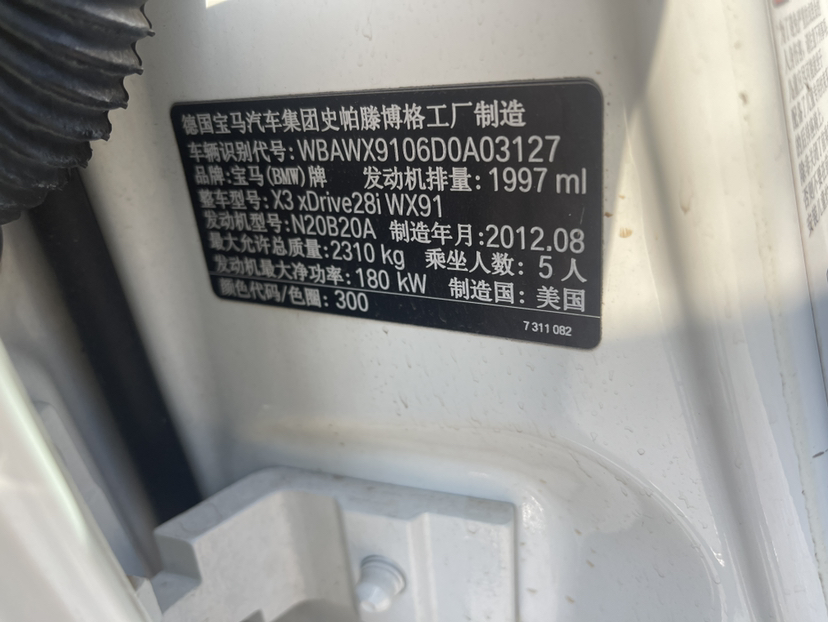 德国宝马汽车集团史帕滕博格工厂制造
车辆识别代号: WBAWX9106D0A03127
品牌: 宝马(BMW)牌 发动机排量: 1997 ml
整车型号: X3 xDrive28i WX91
发动机型号: N20B20A 制造年月: 2012.08
最大允许总质量: 2310 kg 乘坐人数: 5 人
发动机最大净功率: 180 kW 制造国: 美国
颜色代码/色圈: 300
7 311 082